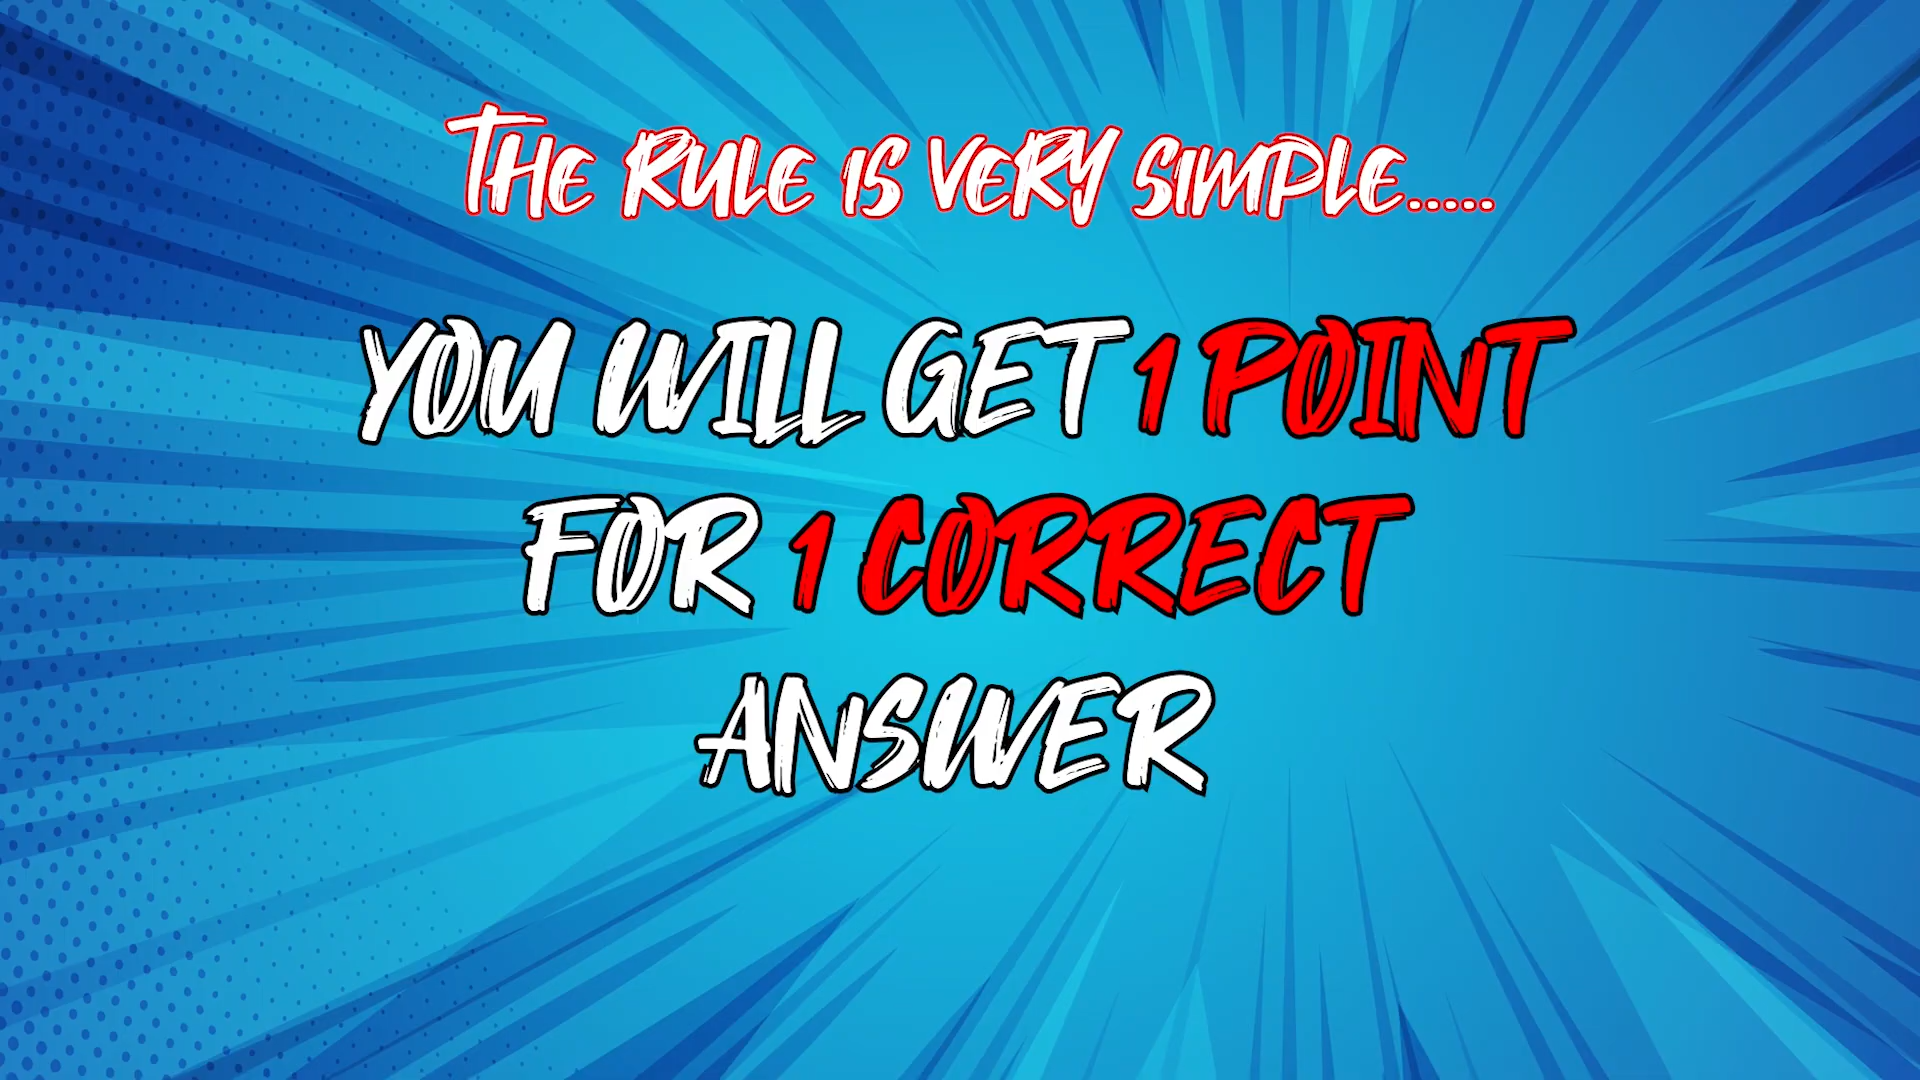 THE RULE IS VERY SIMPLE.....
YOU WILL GET 1 POINT
FOR 1 CORRECT
ANSWER